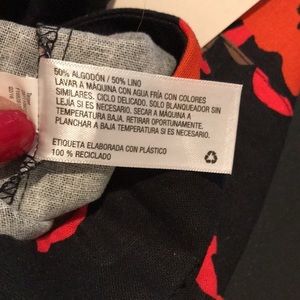 50% ALGODÓN / 50% LINO
LAVAR A MÁQUINA CON AGUA FRÍA CON COLORES
SIMILARES. CICLO DELICADO. SOLO BLANQUEADOR SIN
LEJÍA SI ES NECESARIO. SECAR A MÁQUINA A
TEMPERATURA BAJA. RETIRAR OPORTUNAMENTE.
PLANCHAR A BAJA TEMPERATURA SI ES NECESARIO.
ETIQUETA ELABORADA CON PLÁSTICO
100 % RECICLADO